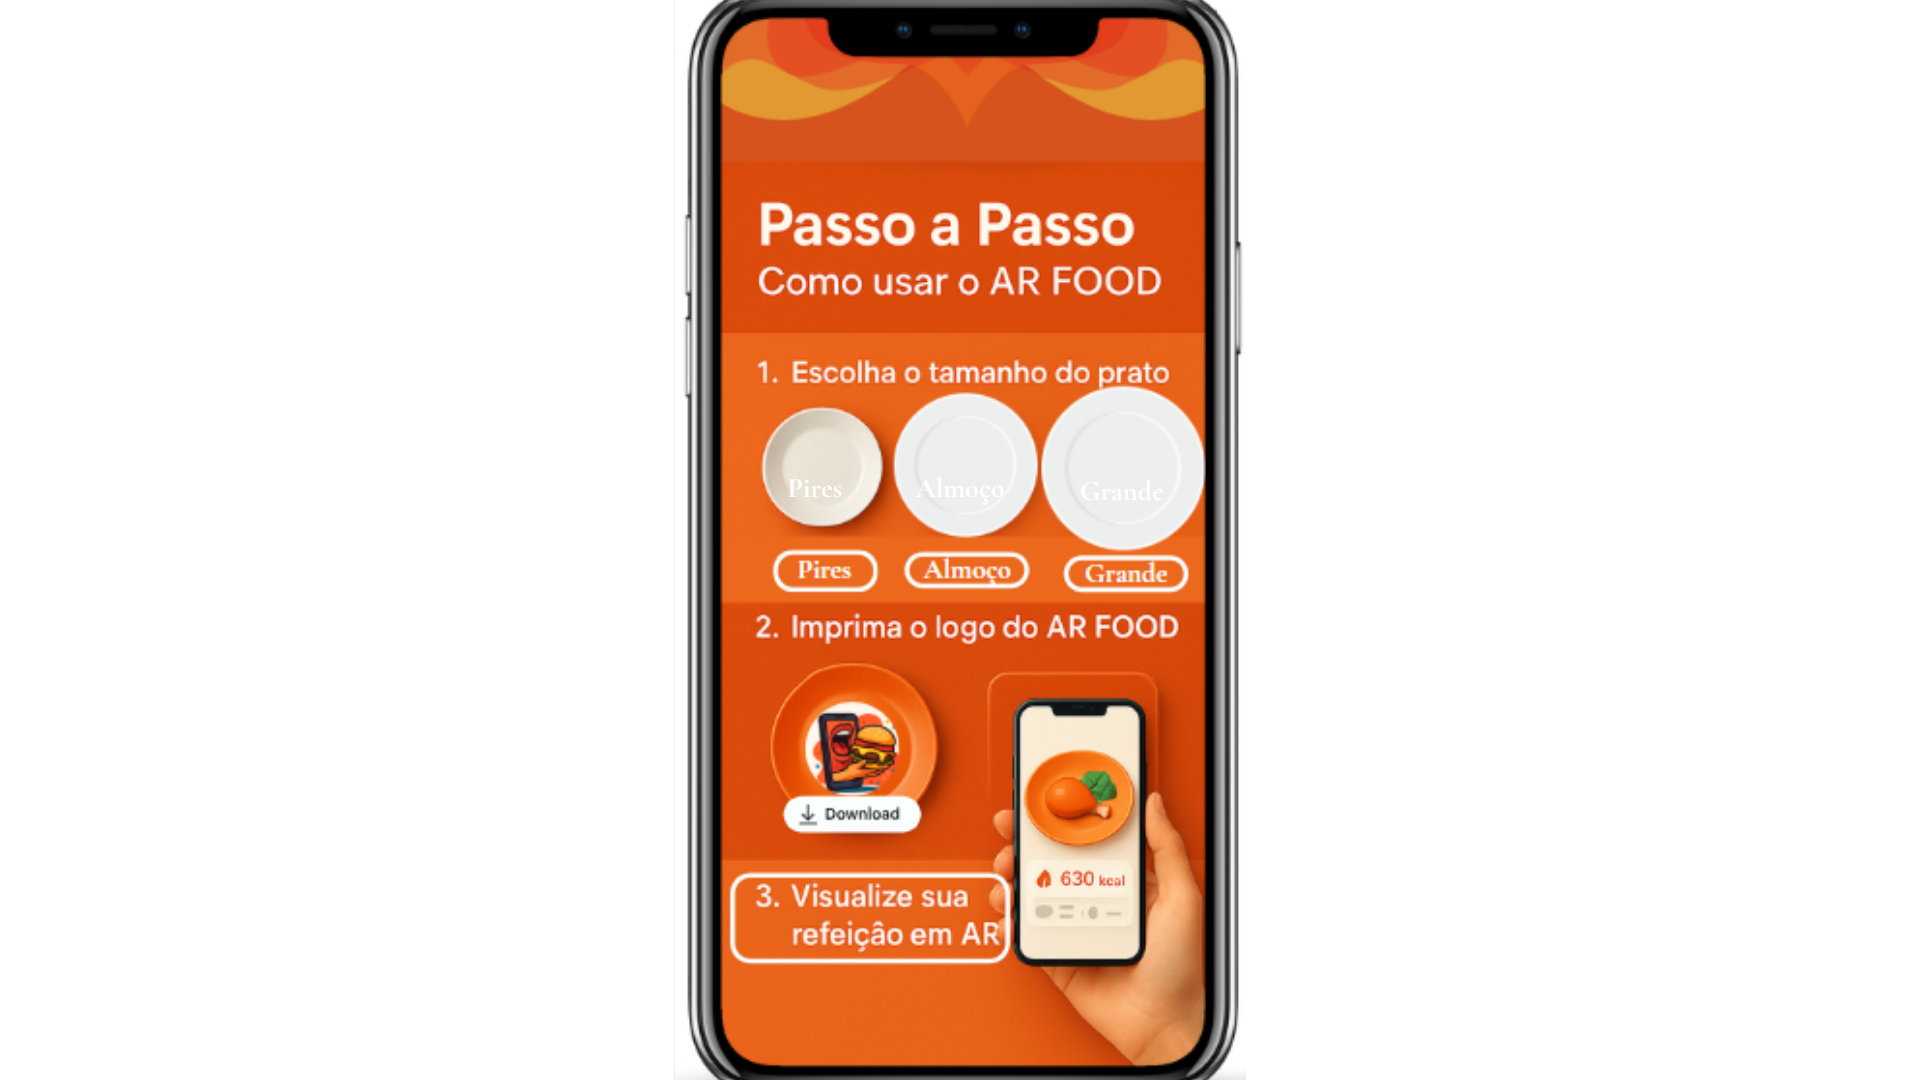 Passo a Passo
Como usar o AR FOOD
1. Escolha o tamanho do prato
Pires Almoço Grande
Pires Almoço Grande
2. Imprima o logo do AR FOOD
Download
630 kcal
3. Visualize sua
refeiçâo em AR